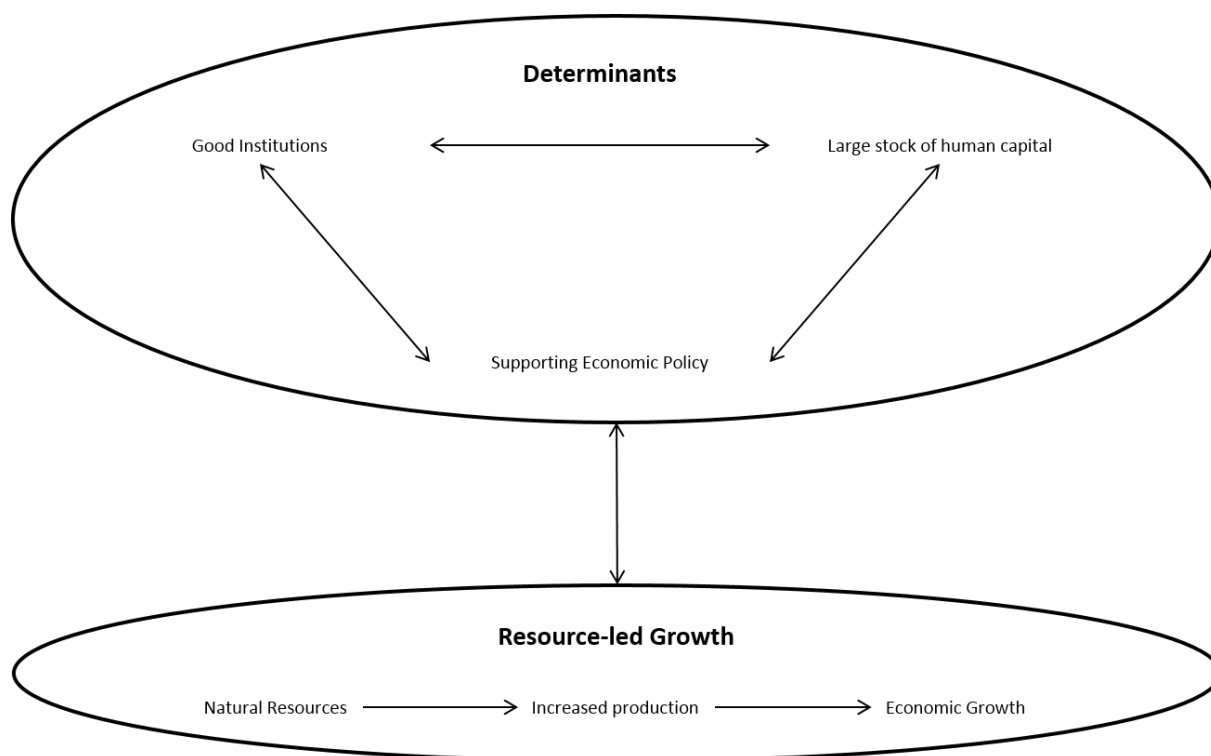 Determinants
Good Institutions
Large stock of human capital
Supporting Economic Policy
Resource-led Growth
Natural Resources
Increased production
Economic Growth